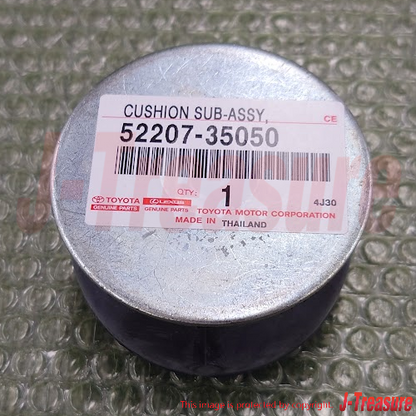 CUSHION SUB-ASSY, CE
52207-35050
QTY: 1 4J30
TOYOTA LEXUS
GENUINE PARTS GENUINE PARTS TOYOTA MOTOR CORPORATION
MADE IN THAILAND
J-Treasure
J-Treasure